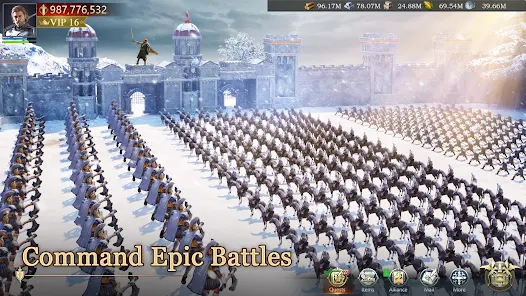 987,776,532
VIP 16
96.17M 78.07M 24.88M 69.54M 39.66M
Command Epic Battles
Quests Items Alliance Mail More